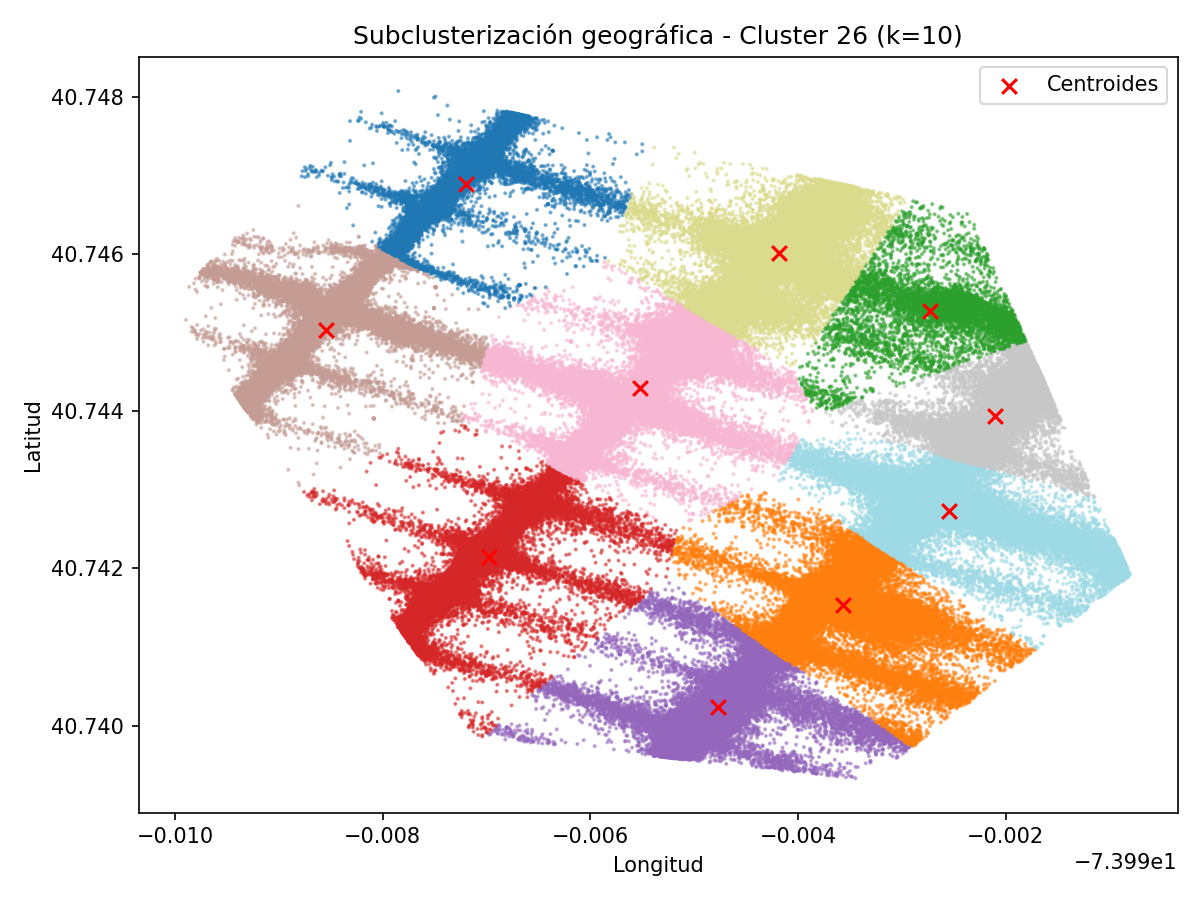 Subclusterización geográfica - Cluster 26 (k=10)
Centroides
40.748
40.746
40.744
40.742
40.740
Latitud
−0.010
−0.008
−0.006
−0.004
−0.002
−7.399e1
Longitud